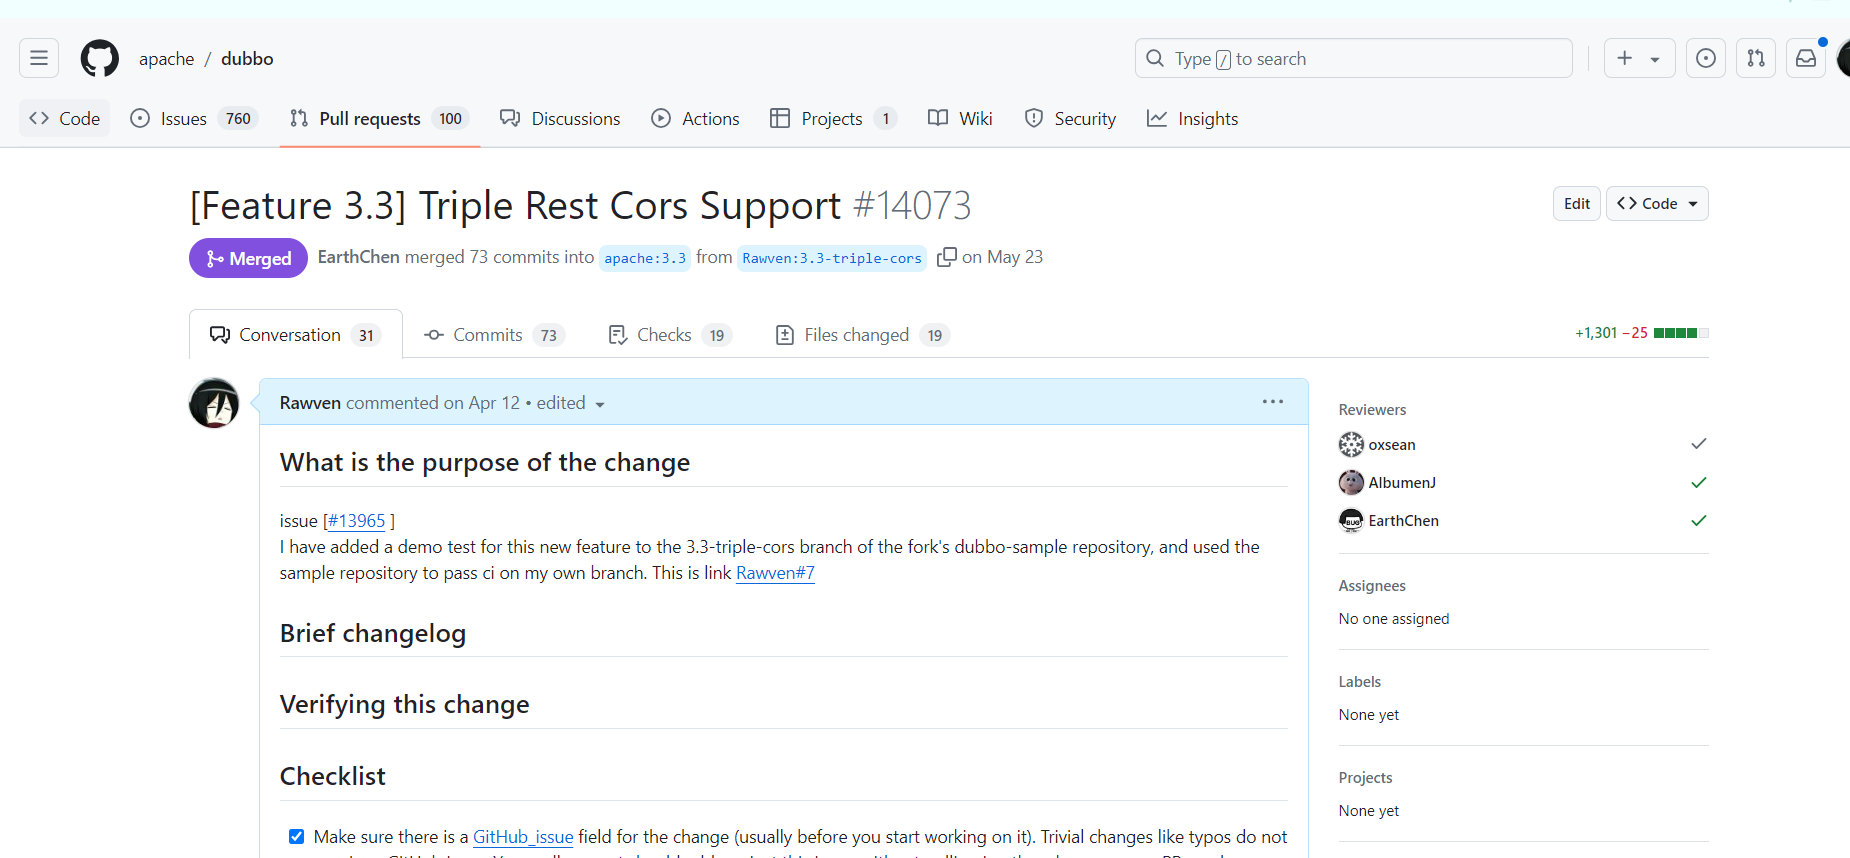 apache / dubbo
Type / to search
Code
Issues 760
Pull requests 100
Discussions
Actions
Projects 1
Wiki
Security
Insights
[Feature 3.3] Triple Rest Cors Support #14073
Edit
Code
Merged
EarthChen merged 73 commits into apache:3.3 from Rawven:3.3-triple-cors on May 23
Conversation 31
Commits 73
Checks 19
Files changed 19
+1,301 −25
Rawven commented on Apr 12 • edited
What is the purpose of the change
issue [#13965 ]
I have added a demo test for this new feature to the 3.3-triple-cors branch of the fork's dubbo-sample repository, and used the
sample repository to pass ci on my own branch. This is link Rawven#7
Brief changelog
Verifying this change
Checklist
Make sure there is a GitHub_issue field for the change (usually before you start working on it). Trivial changes like typos do not
Reviewers
oxsean
AlbumenJ
BUG
EarthChen
Assignees
No one assigned
Labels
None yet
Projects
None yet